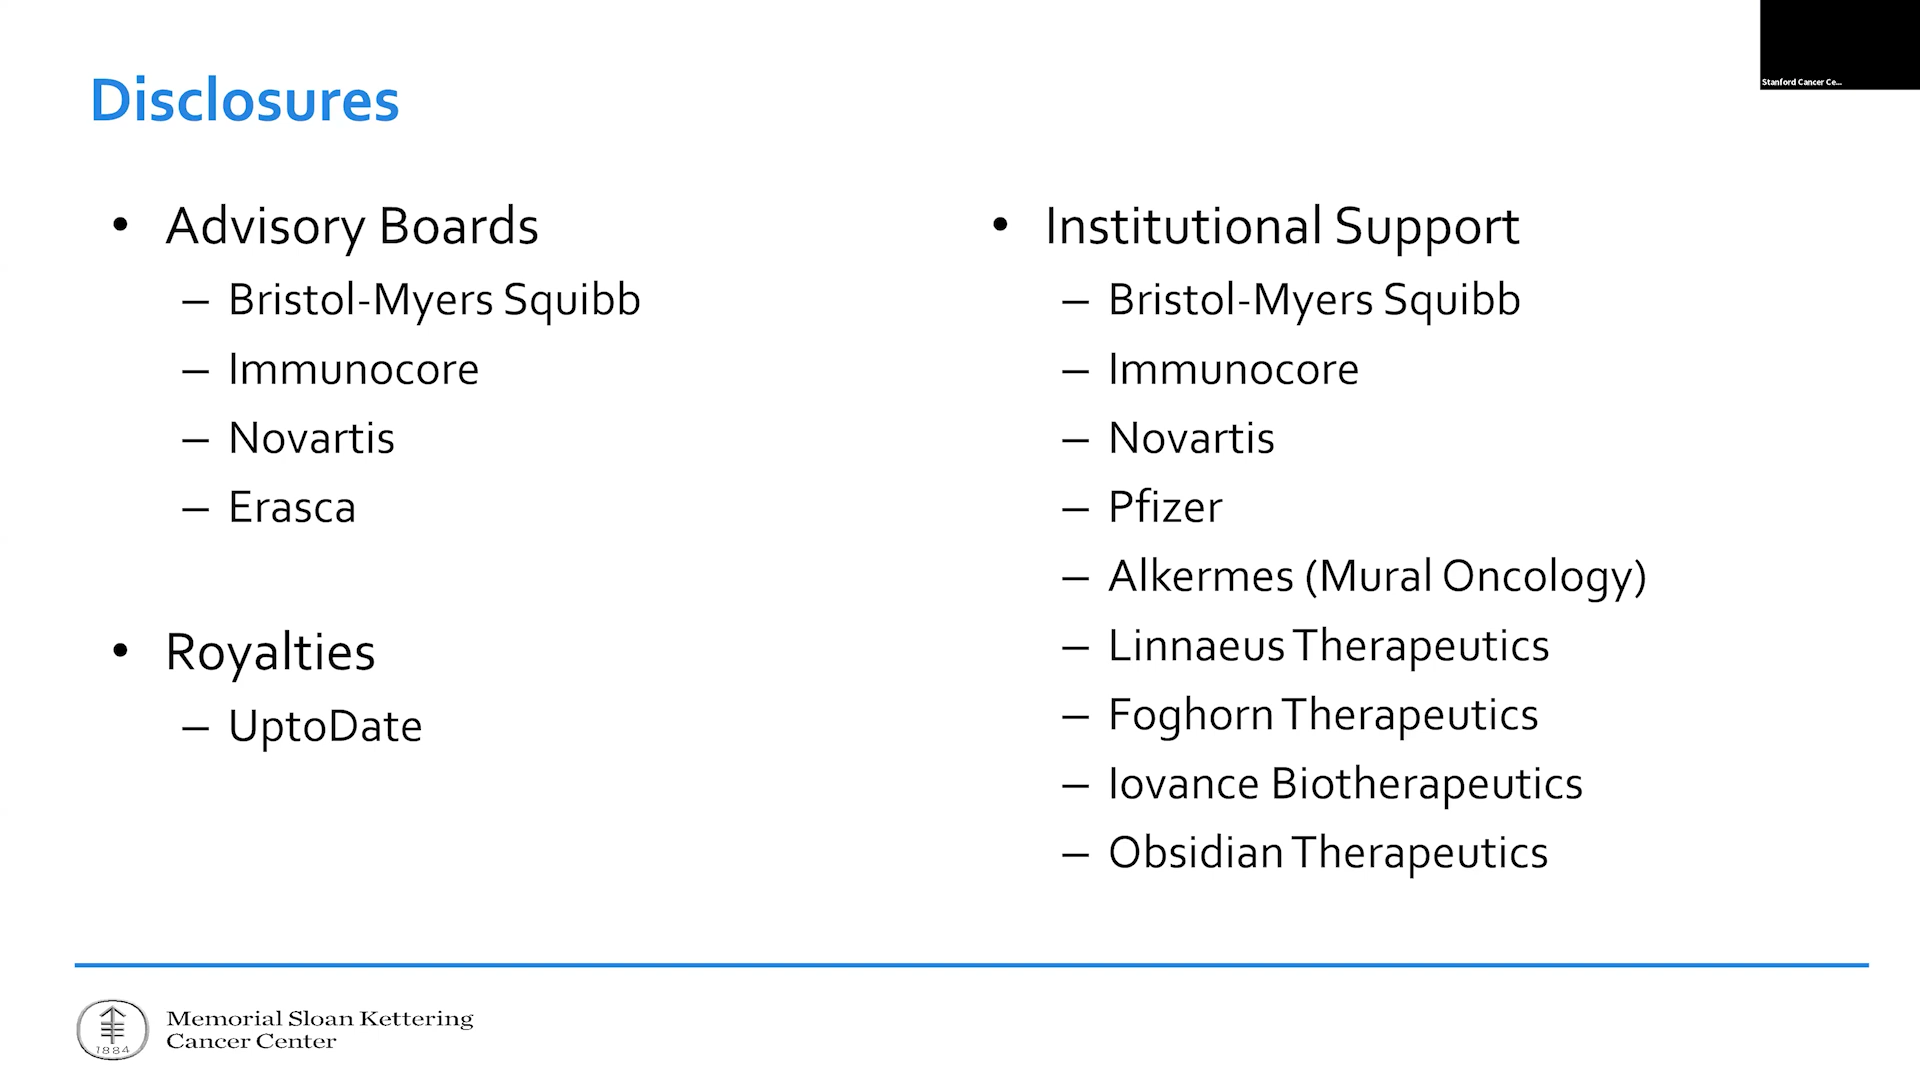 Disclosures
Stanford Cancer Ce...
• Advisory Boards
– Bristol-Myers Squibb
– Immunocore
– Novartis
– Erasca
• Royalties
– UptoDate
• Institutional Support
– Bristol-Myers Squibb
– Immunocore
– Novartis
– Pfizer
– Alkermes (Mural Oncology)
– Linnaeus Therapeutics
– Foghorn Therapeutics
– Iovance Biotherapeutics
– Obsidian Therapeutics
1884
Memorial Sloan Kettering
Cancer Center